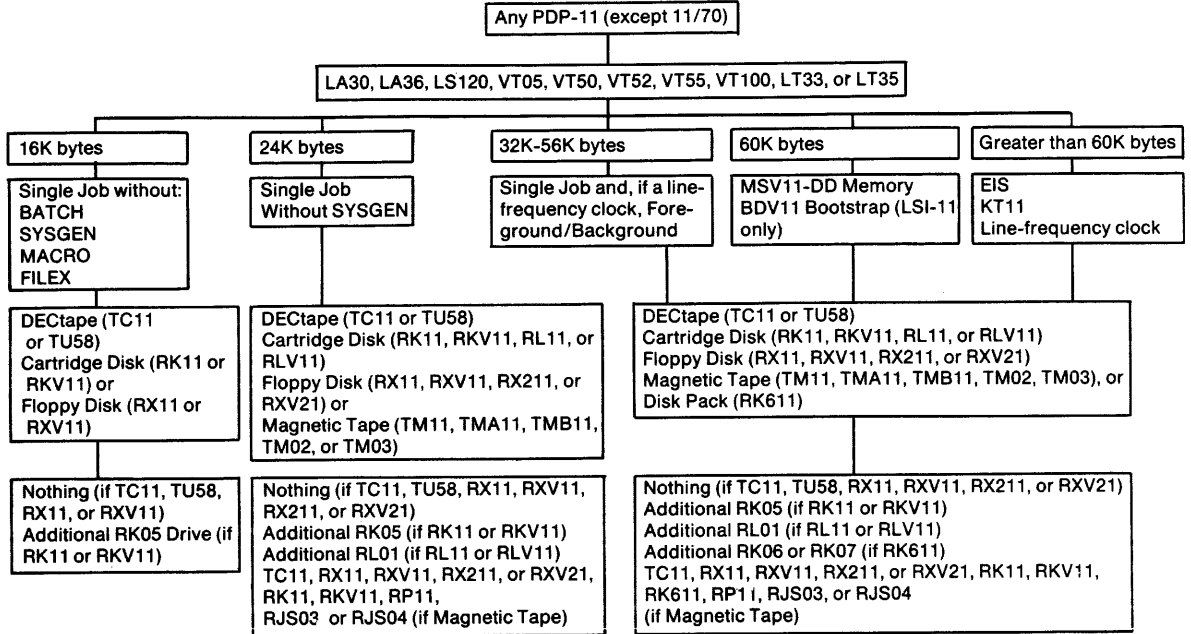 Any PDP-11 (except 11/70)
LA30, LA36, LS120, VT05, VT50, VT52, VT55, VT100, LT33, or LT35
16K bytes
Single Job without:
BATCH
SYSGEN
MACRO
FILEX
DECtape (TC11
or TU58)
Cartridge Disk (RK11 or
RKV11) or
Floppy Disk (RX11 or
RXV11)
Nothing (if TC11, TU58,
RX11, or RXV11)
Additional RK05 Drive (if
RK11 or RKV11)
24K bytes
Single Job
Without SYSGEN
DECtape (TC11 or TU58)
Cartridge Disk (RK11, RKV11, RL11, or
RLV11)
Floppy Disk (RX11, RXV11, RX211, or
RXV21) or
Magnetic Tape (TM11, TMA11, TMB11,
TM02, or TM03)
Nothing (if TC11, TU58, RX11, RXV11,
RX211, or RXV21)
Additional RK05 (if RK11 or RKV11)
Additional RL01 (if RL11 or RLV11)
TC11, RX11, RXV11, RX211, or RXV21,
RK11, RKV11, RP11,
RJS03 or RJS04 (if Magnetic Tape)
32K-56K bytes
Single Job and, if a line-
frequency clock, Fore-
ground/Background
60K bytes
MSV11-DD Memory
BDV11 Bootstrap (LSI-11
only)
Greater than 60K bytes
EIS
KT11
Line-frequency clock
DECtape (TC11 or TU58)
Cartridge Disk (RK11, RKV11, RL11, or RLV11)
Floppy Disk (RX11, RXV11, RX211, or RXV21)
Magnetic Tape (TM11, TMA11, TMB11, TM02, TM03), or
Disk Pack (RK611)
Nothing (if TC11, TU58, RX11, RXV11, RX211, or RXV21)
Additional RK05 (if RK11 or RKV11)
Additional RL01 (if RL11 or RLV11)
Additional RK06 or RK07 (if RK611)
TC11, RX11, RXV11, RX211, or RXV21, RK11, RKV11,
RK611, RP11, RJS03, or RJS04
(if Magnetic Tape)